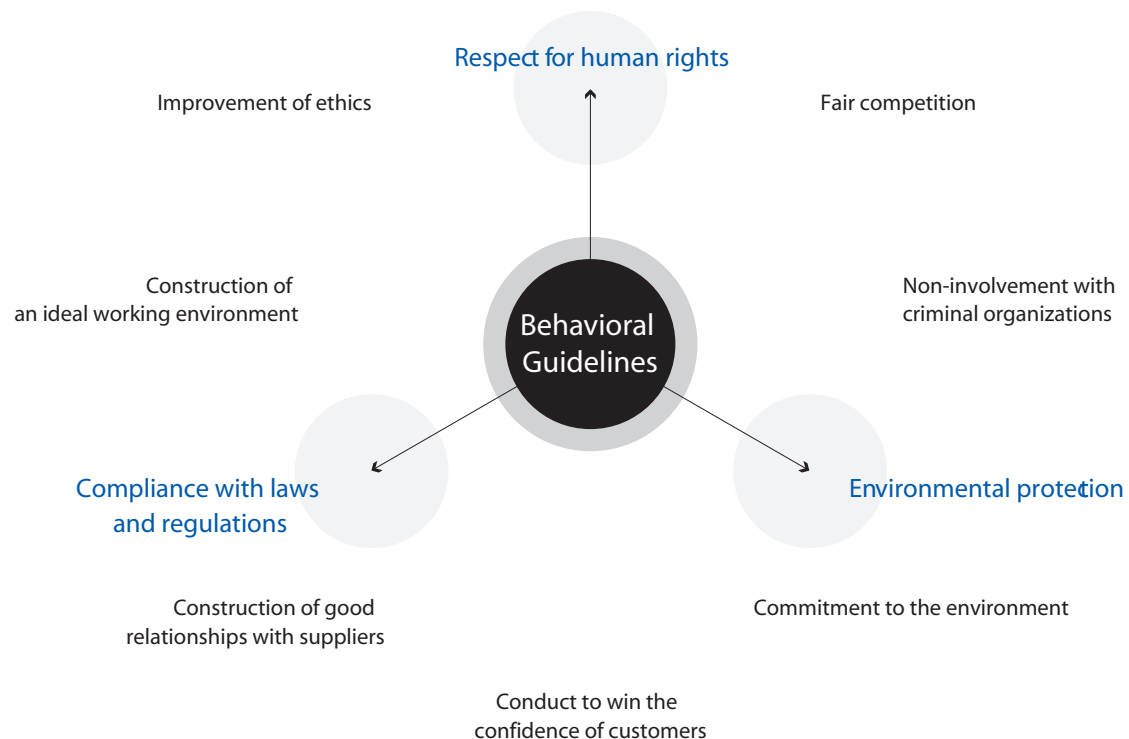 Respect for human rights
Improvement of ethics
Fair competition
Construction of
an ideal working environment
Non-involvement with
criminal organizations
Behavioral
Guidelines
Compliance with laws
and regulations
Environmental protection
Construction of good
relationships with suppliers
Commitment to the environment
Conduct to win the
confidence of customers